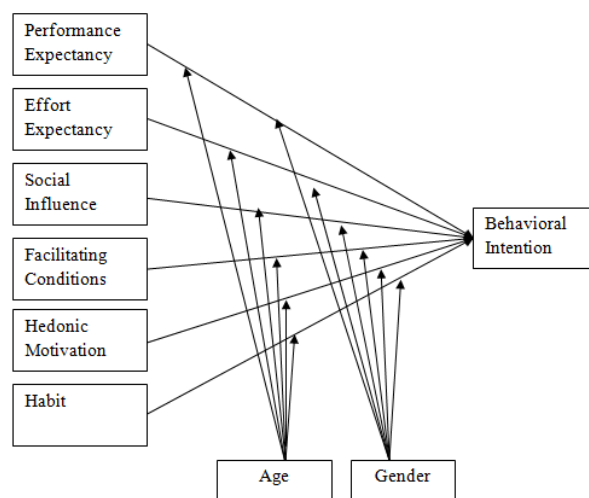 Performance
Expectancy
Effort
Expectancy
Social
Influence
Facilitating
Conditions
Hedonic
Motivation
Habit
Behavioral
Intention
Age
Gender